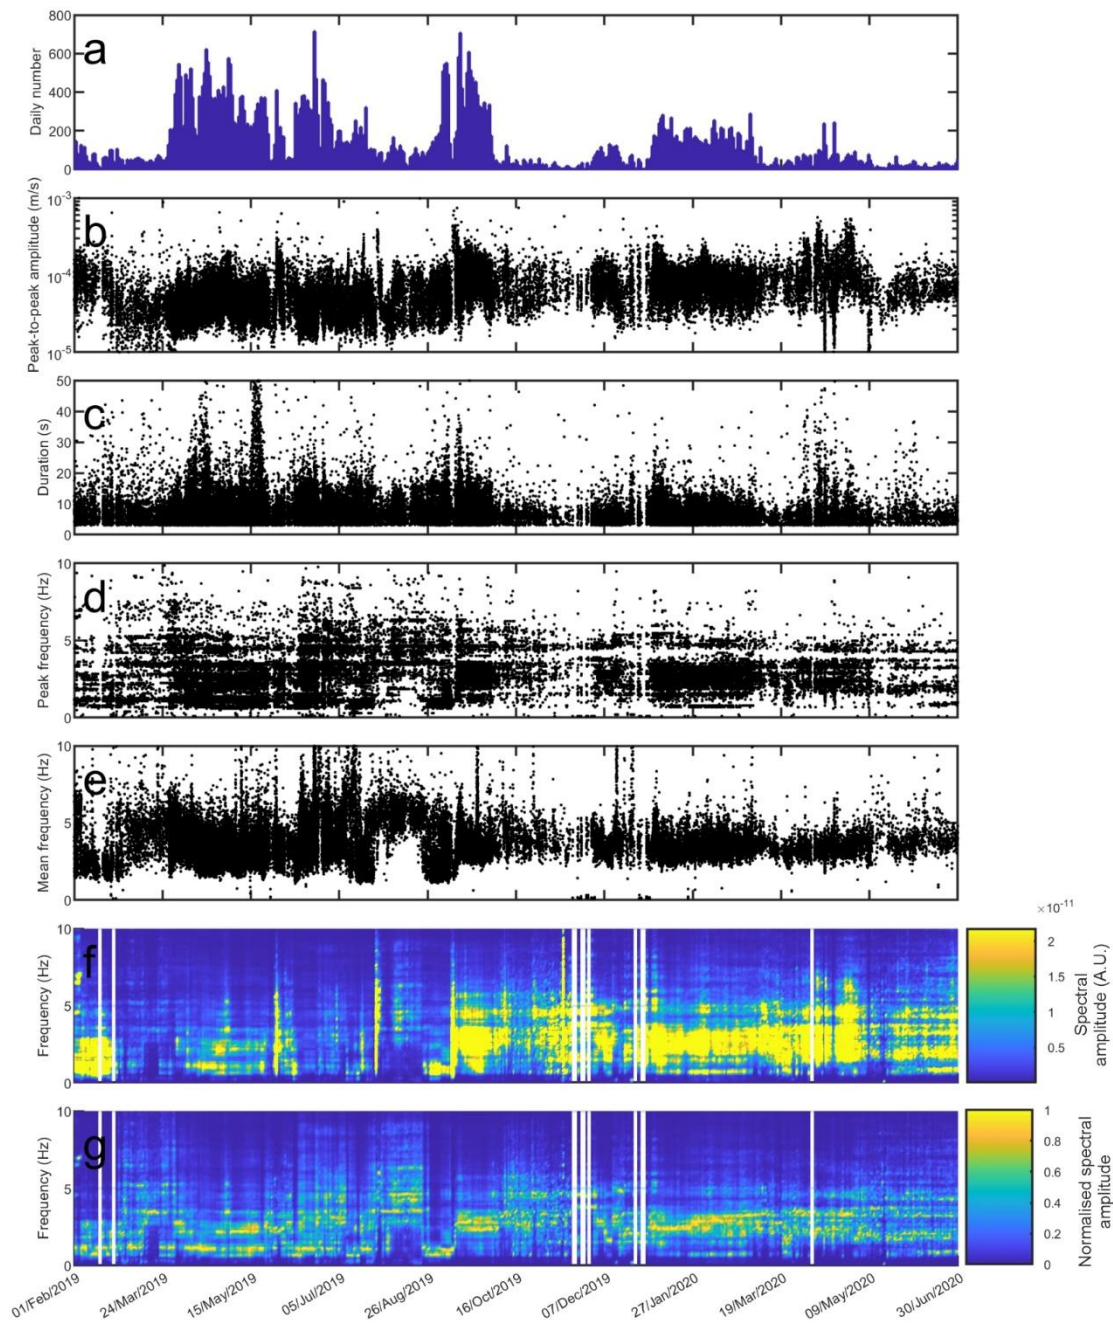 a
Daily number
800
600
400
200
0
b
Peak-to-peak amplitude (m/s)
10-3
10-4
10-5
c
Duration (s)
50
40
30
20
10
0
d
Peak frequency (Hz)
10
5
0
e
Mean frequency (Hz)
10
5
0
f
Frequency (Hz)
10
5
0
×10-11
2
1.5
1
0.5
Spectral
amplitude (A.U.)
g
Frequency (Hz)
10
5
0
1
0.8
0.6
0.4
0.2
0
Normalised spectral
amplitude
01/Feb/2019
24/Mar/2019
15/May/2019
05/Jul/2019
26/Aug/2019
16/Oct/2019
07/Dec/2019
27/Jan/2020
19/Mar/2020
09/May/2020
30/Jun/2020